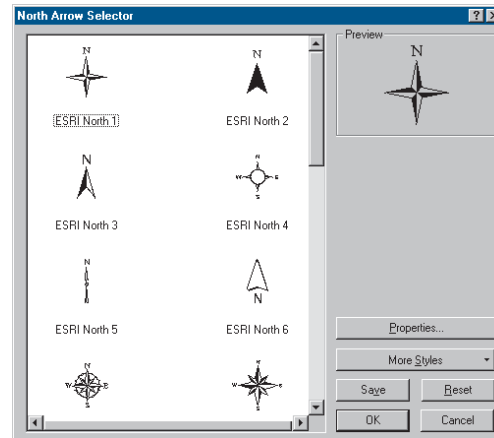 North Arrow Selector
Preview
N
N
N
ESRI North 1
ESRI North 2
N
N
W E
S
ESRI North 3
ESRI North 4
N
N
ESRI North 5
ESRI North 6
N
W E
S
N
W E
S
Properties...
More Styles
Save
Reset
OK
Cancel